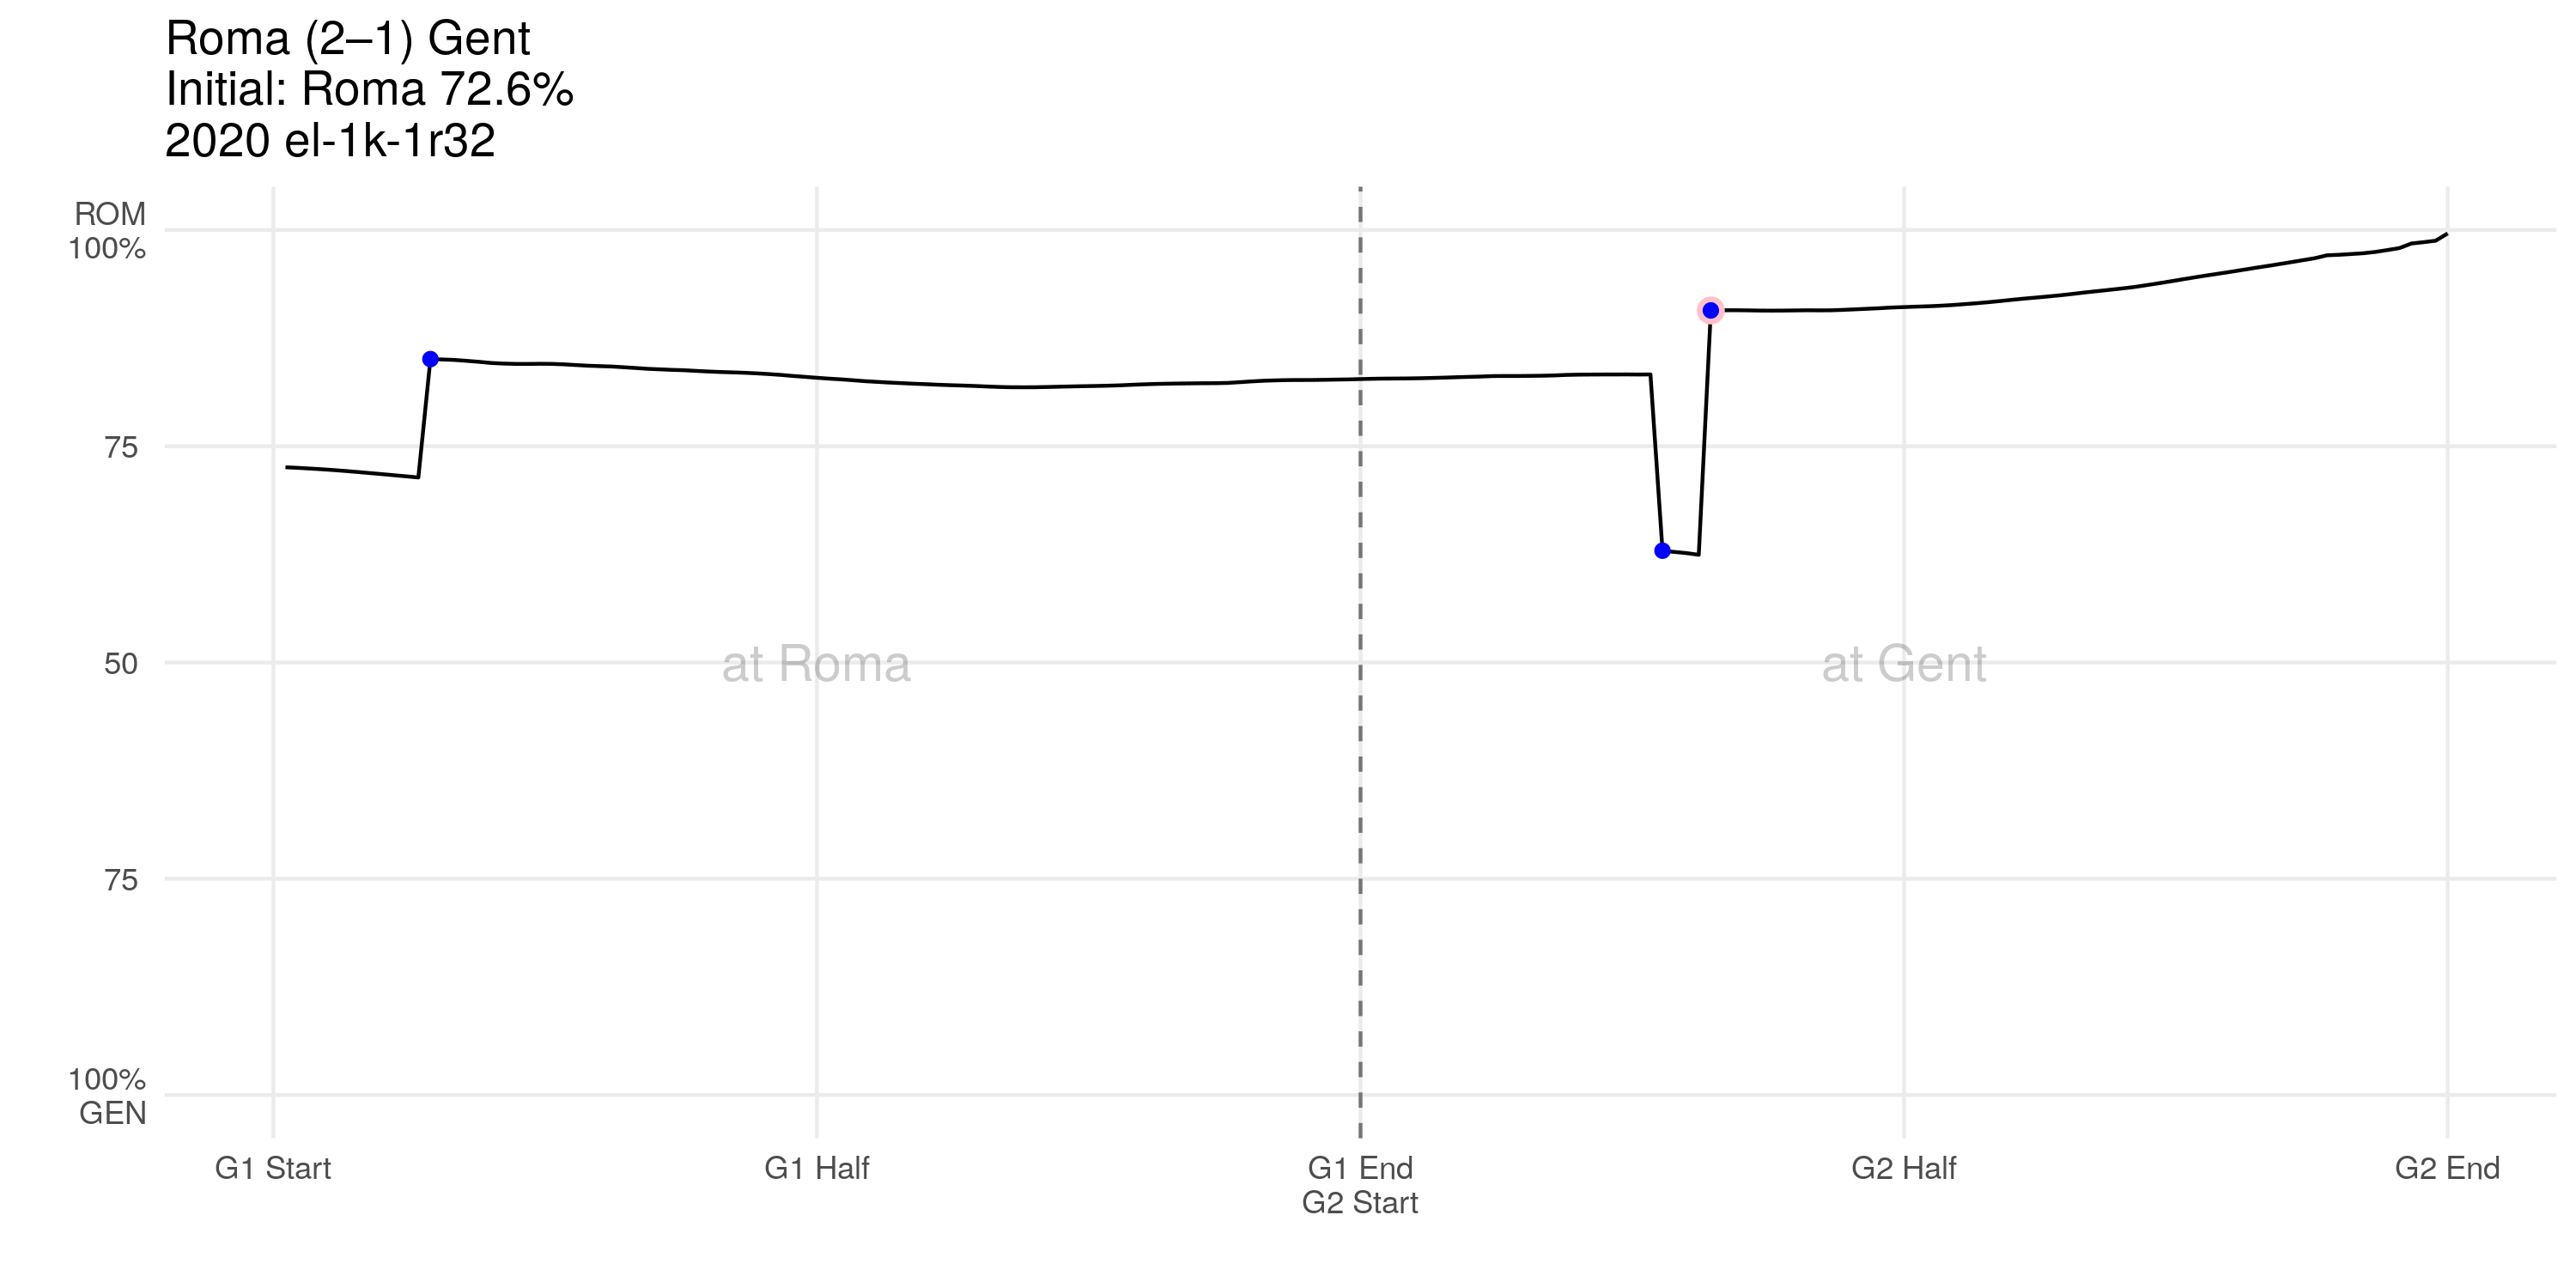 Roma (2–1) Gent
Initial: Roma 72.6%
2020 el-1k-1r32
ROM
100%
75
50
75
100%
GEN
at Roma
at Gent
G1 Start
G1 Half
G1 End
G2 Start
G2 Half
G2 End